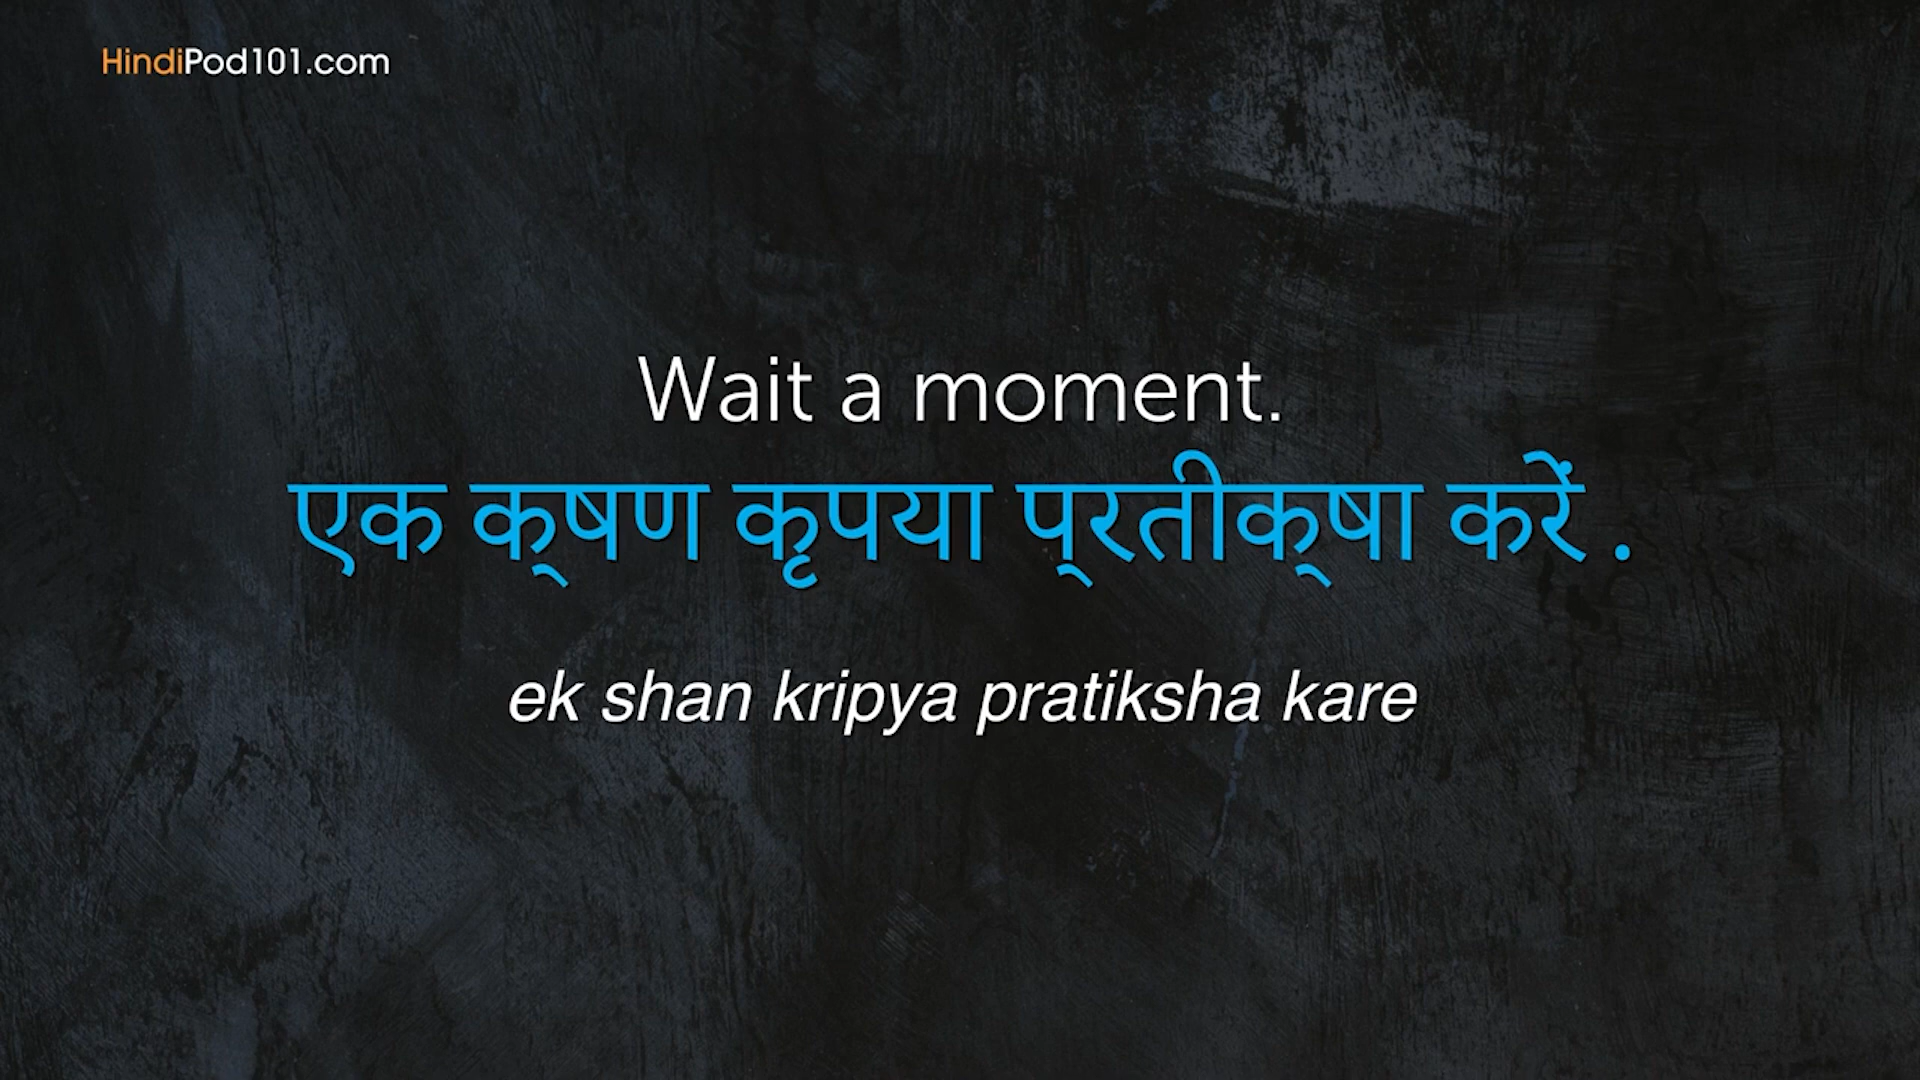 HindiPod101.com
Wait a moment.
एक क्‌षण कृपया प्‌रतीक्‌षा करें.
ek shan kripya pratiksha kare